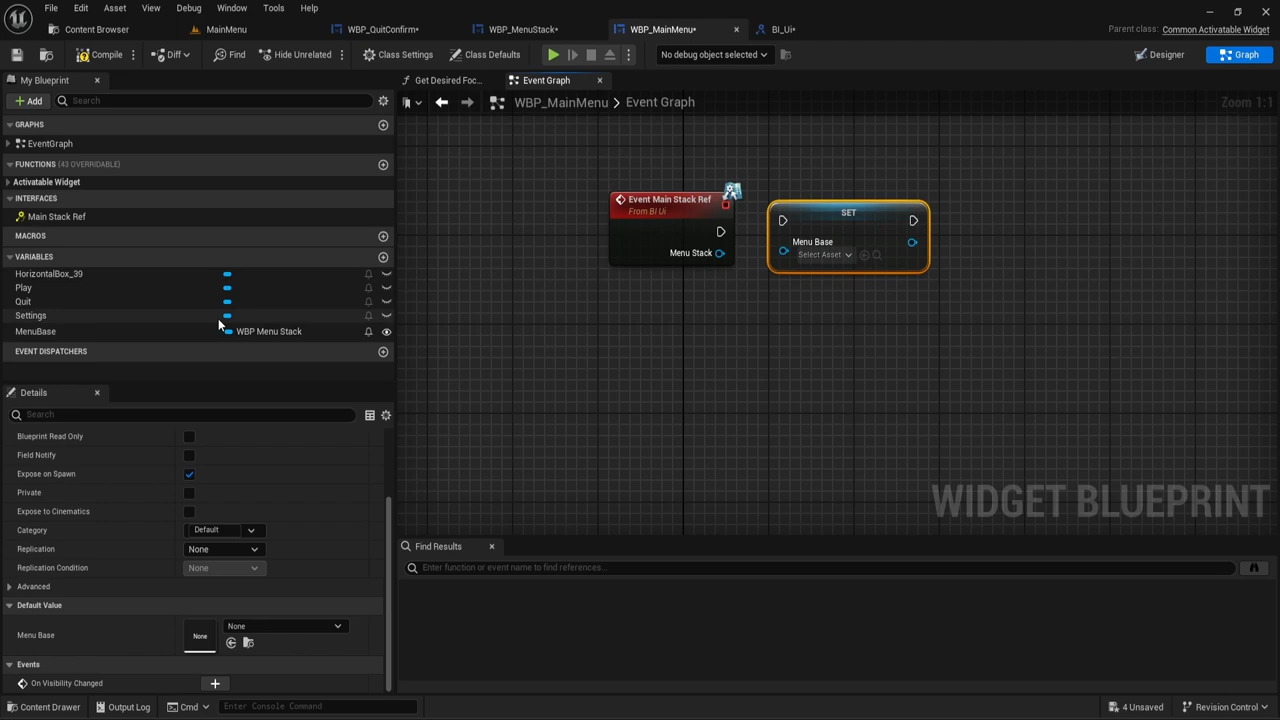 File Edit Asset View Debug Window Tools Help
Content Browser
MainMenu
WBP_QuitConfirm*
WBP_MenuStack*
WBP_MainMenu*
BI_Ui*
Parent class: Common Activatable Widget
Compile
Diff
Find
Hide Unrelated
Class Settings
Class Defaults
No debug object selected
Designer
Graph
My Blueprint
Get Desired Foc...
Event Graph
Add
Search
WBP_MainMenu > Event Graph
Zoom 1:1
GRAPHS
EventGraph
FUNCTIONS (43 OVERRIDABLE)
Activatable Widget
INTERFACES
Main Stack Ref
MACROS
VARIABLES
HorizontalBox_39
Play
Quit
Settings
MenuBase
WBP Menu Stack
EVENT DISPATCHERS
Event Main Stack Ref
From BI Ui
Menu Stack
SET
Menu Base
Select Asset
WIDGET BLUEPRINT
Details
Search
Blueprint Read Only
Field Notify
Expose on Spawn
Private
Expose to Cinematics
Category
Default
Replication
None
Replication Condition
None
Advanced
Default Value
Menu Base
None
None
Events
On Visibility Changed
Find Results
Enter function or event name to find references...
Content Drawer
Output Log
Cmd
Enter Console Command
4 Unsaved
Revision Control